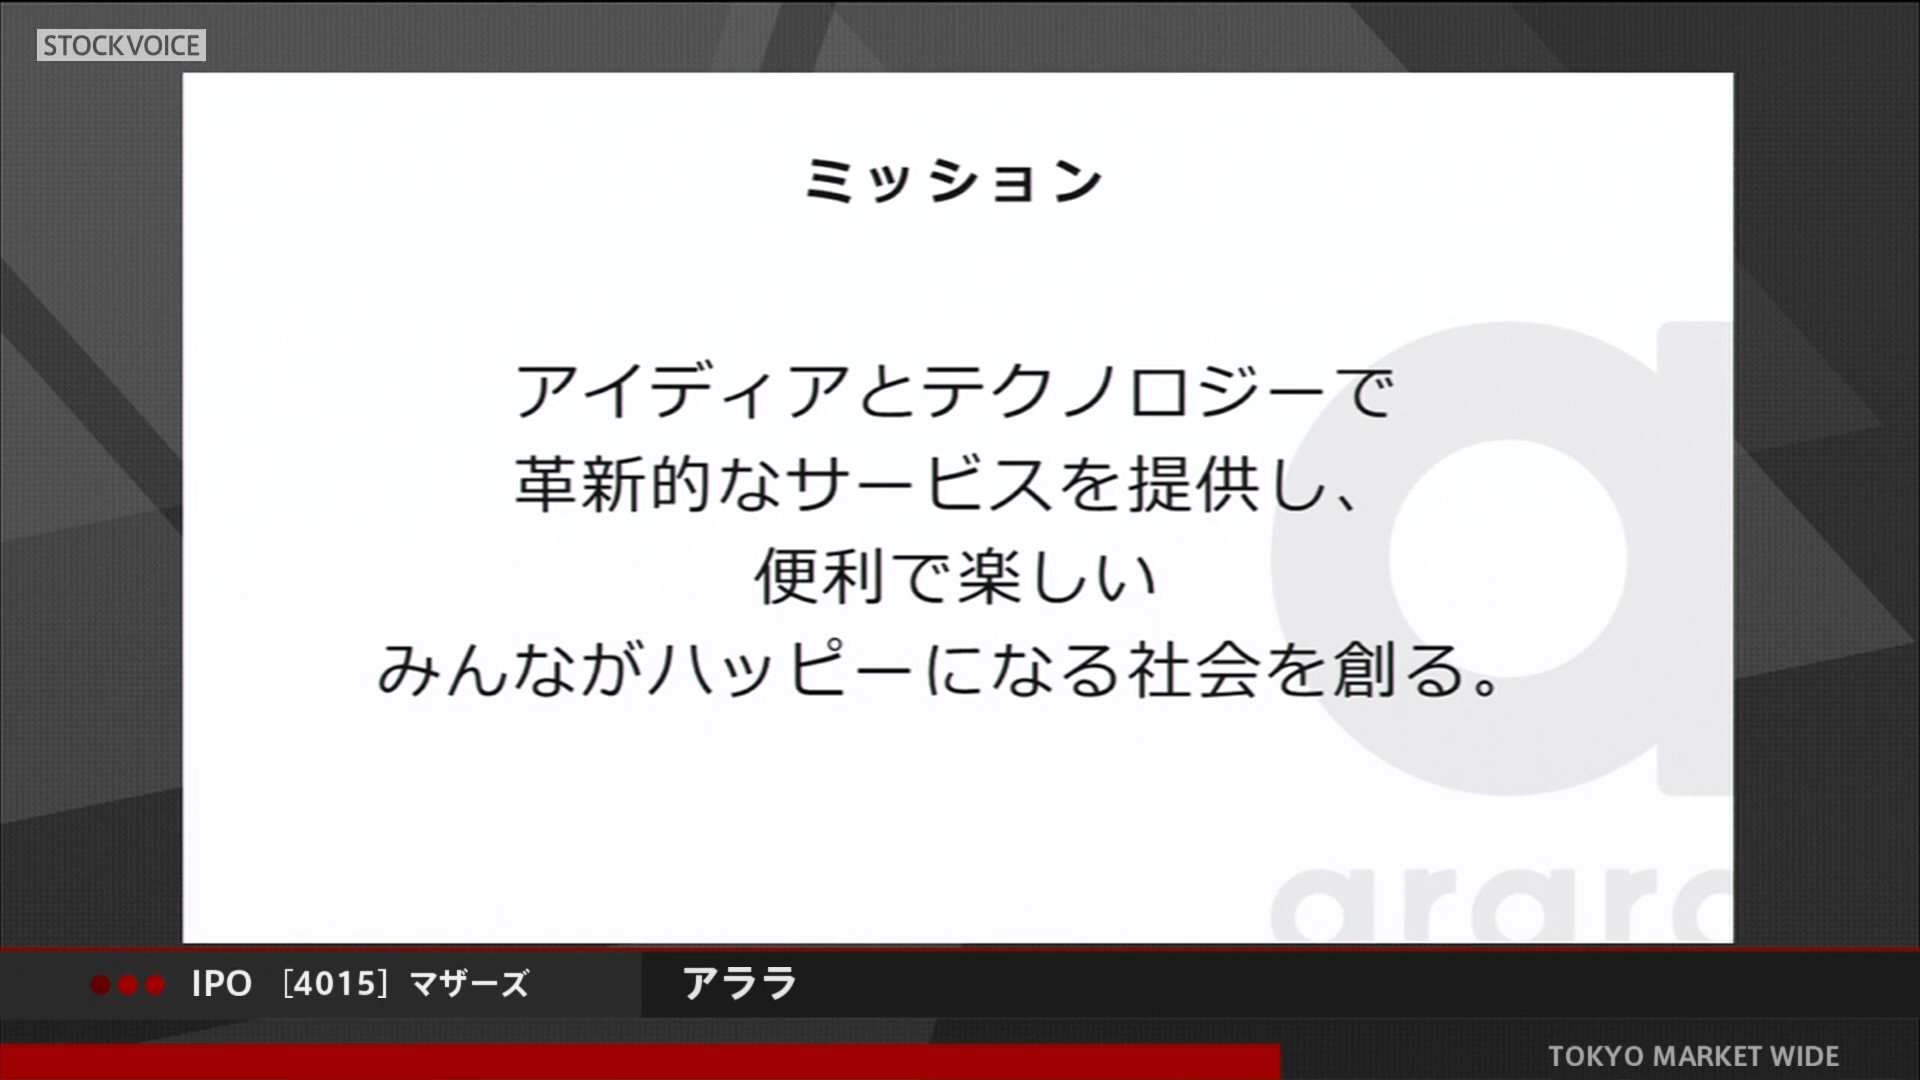 STOCKVOICE
ミッション
アイディアとテクノロジーで
革新的なサービスを提供し、
便利で楽しい
みんながハッピーになる社会を創る。
arara
IPO [4015] マザーズ アララ
TOKYO MARKET WIDE